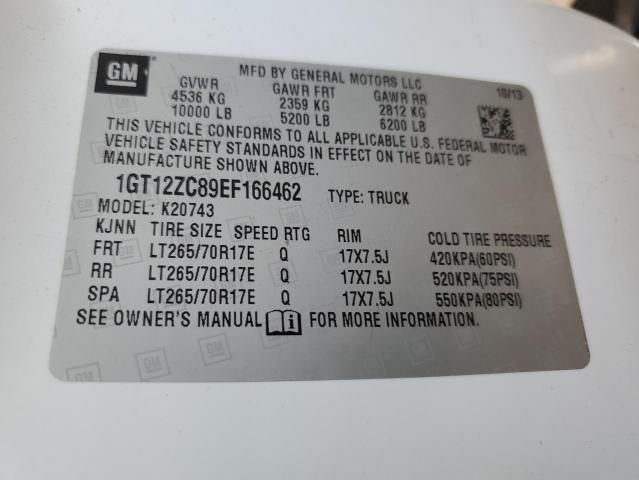 GM
MFD BY GENERAL MOTORS LLC
10/13
GVWR GAWR FRT GAWR RR
4536 KG 2359 KG 2812 KG
10000 LB 5200 LB 6200 LB
THIS VEHICLE CONFORMS TO ALL APPLICABLE U.S. FEDERAL MOTOR
VEHICLE SAFETY STANDARDS IN EFFECT ON THE DATE OF
MANUFACTURE SHOWN ABOVE.
1GT12ZC89EF166462 TYPE: TRUCK
MODEL: K20743
KJNN TIRE SIZE SPEED RTG RIM COLD TIRE PRESSURE
FRT LT265/70R17E Q 17X7.5J 420KPA(60PSI)
RR LT265/70R17E Q 17X7.5J 520KPA(75PSI)
SPA LT265/70R17E Q 17X7.5J 550KPA(80PSI)
SEE OWNER'S MANUAL i FOR MORE INFORMATION.